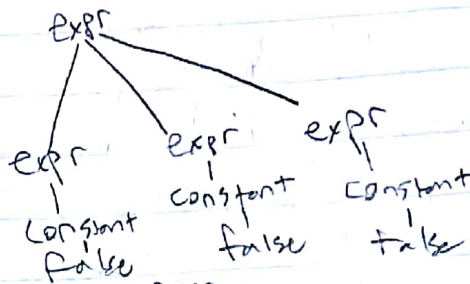 expr
expr expr expr
constant constant constant
false false false